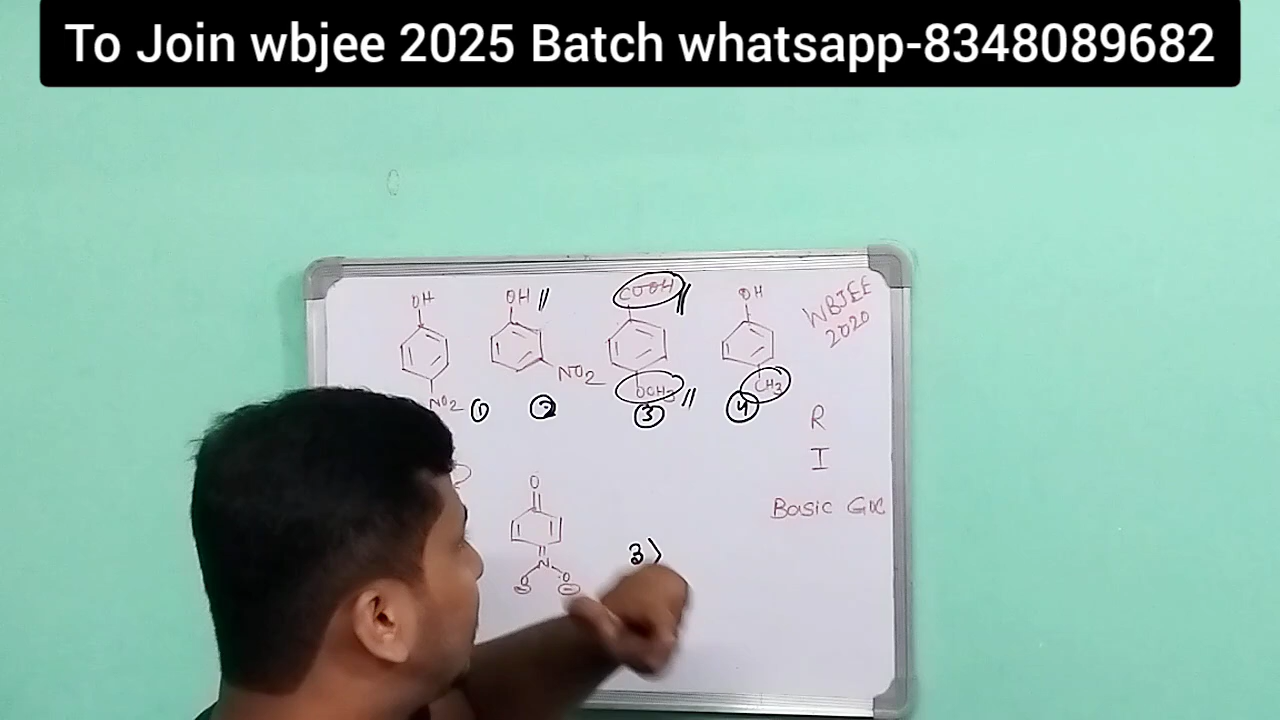 To Join wbjee 2025 Batch whatsapp-8348089682
OH
OH
COOH
OH
WBJEE
2020
NO2
NO2
OCH3
CH3
1
2
3
4
R
I
Basic GOC
O
N
O
O
3>